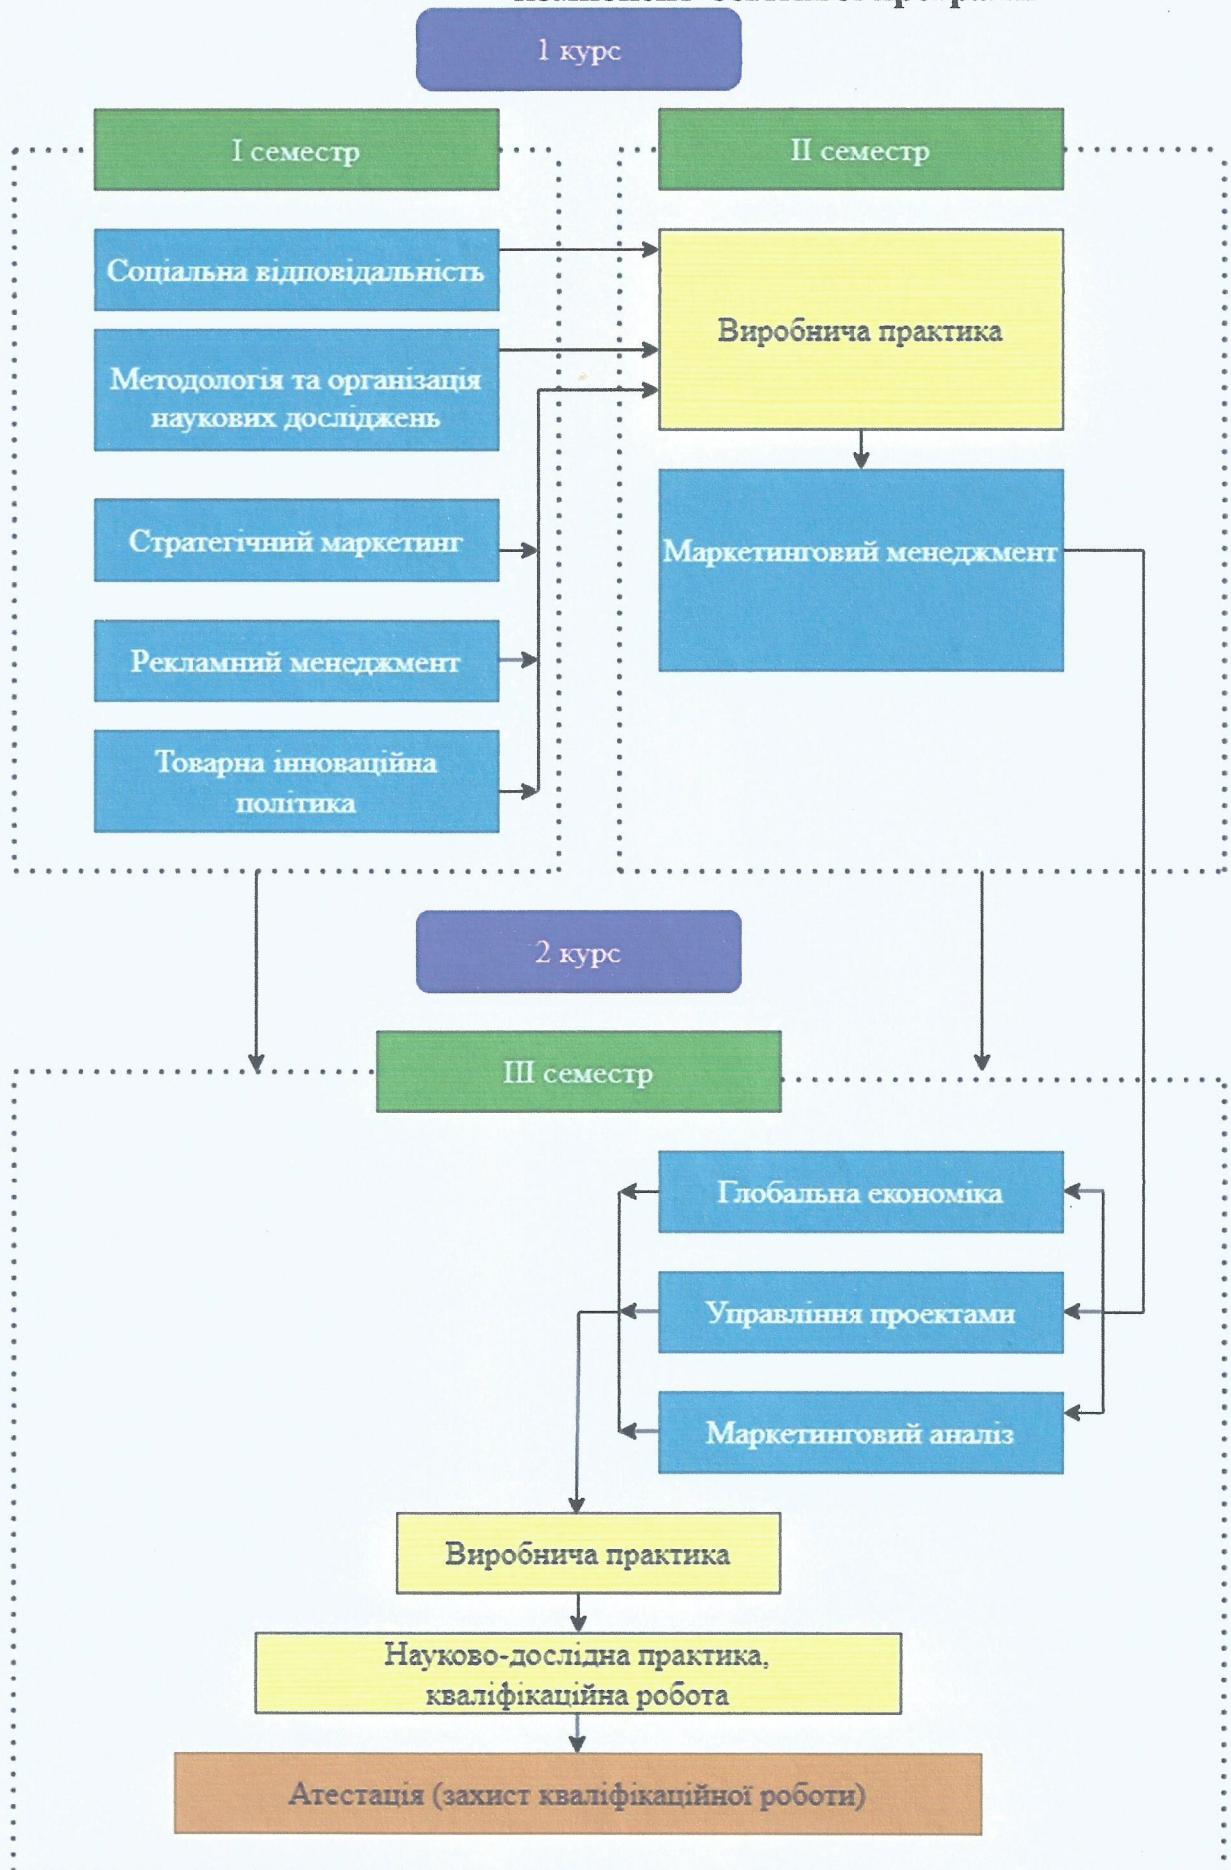 1 курс
I семестр
II семестр
Соціальна відповідальність
Методологія та організація
наукових досліджень
Стратегічний маркетинг
Рекламний менеджмент
Товарна інноваційна
політика
Виробнича практика
Маркетинговий менеджмент
2 курс
III семестр
Глобальна економіка
Управління проектами
Маркетинговий аналіз
Виробнича практика
Науково-дослідна практика,
кваліфікаційна робота
Атестація (захист кваліфікаційної роботи)